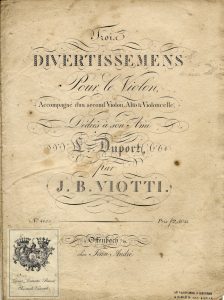 Trois
DIVERTISSEMENS
Pour le Violon,
Accompagné d'un second Violon, Alto & Violoncelle.
Dédiés à son Ami
L. Duport,
par
J. B. VIOTTI.
N.º
Prix f
Offenbach
chez Jean André